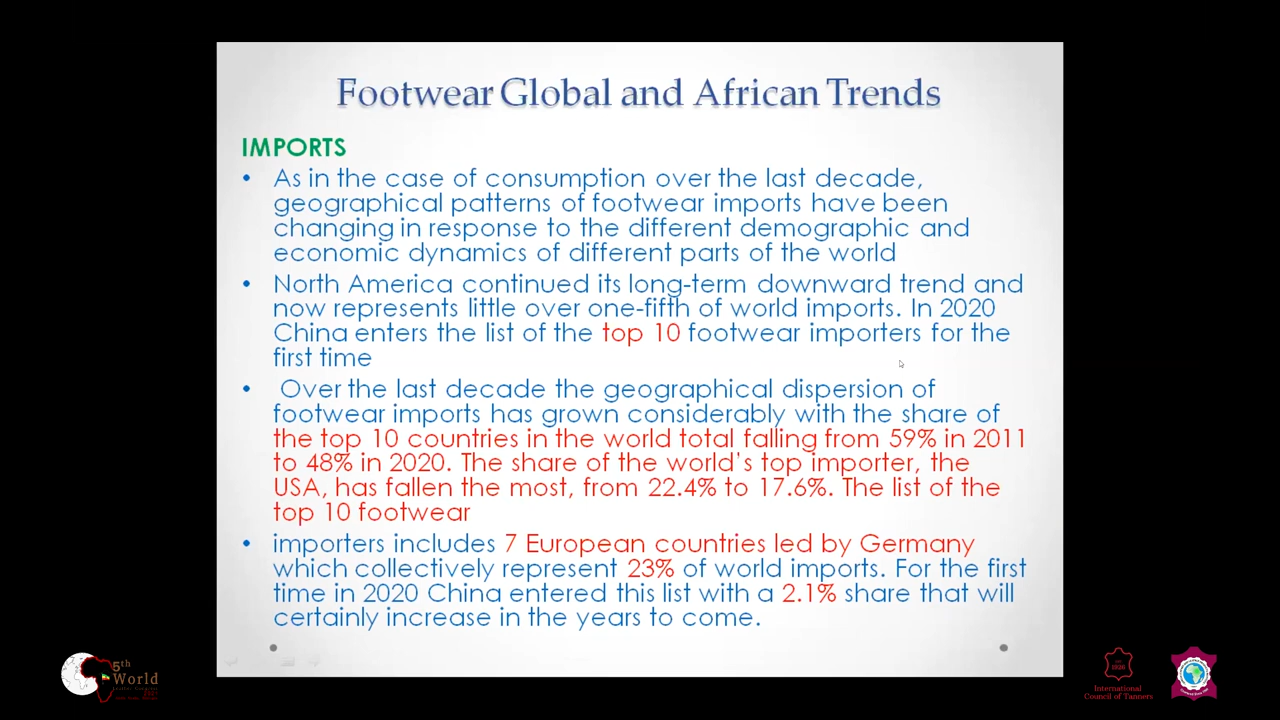 Footwear Global and African Trends
IMPORTS
• As in the case of consumption over the last decade,
geographical patterns of footwear imports have been
changing in response to the different demographic and
economic dynamics of different parts of the world
• North America continued its long-term downward trend and
now represents little over one-fifth of world imports. In 2020
China enters the list of the top 10 footwear importers for the
first time
• Over the last decade the geographical dispersion of
footwear imports has grown considerably with the share of
the top 10 countries in the world total falling from 59% in 2011
to 48% in 2020. The share of the world's top importer, the
USA, has fallen the most, from 22.4% to 17.6%. The list of the
top 10 footwear
• importers includes 7 European countries led by Germany
which collectively represent 23% of world imports. For the first
time in 2020 China entered this list with a 2.1% share that will
certainly increase in the years to come.
5th
World
International
Council of Tanners
1926